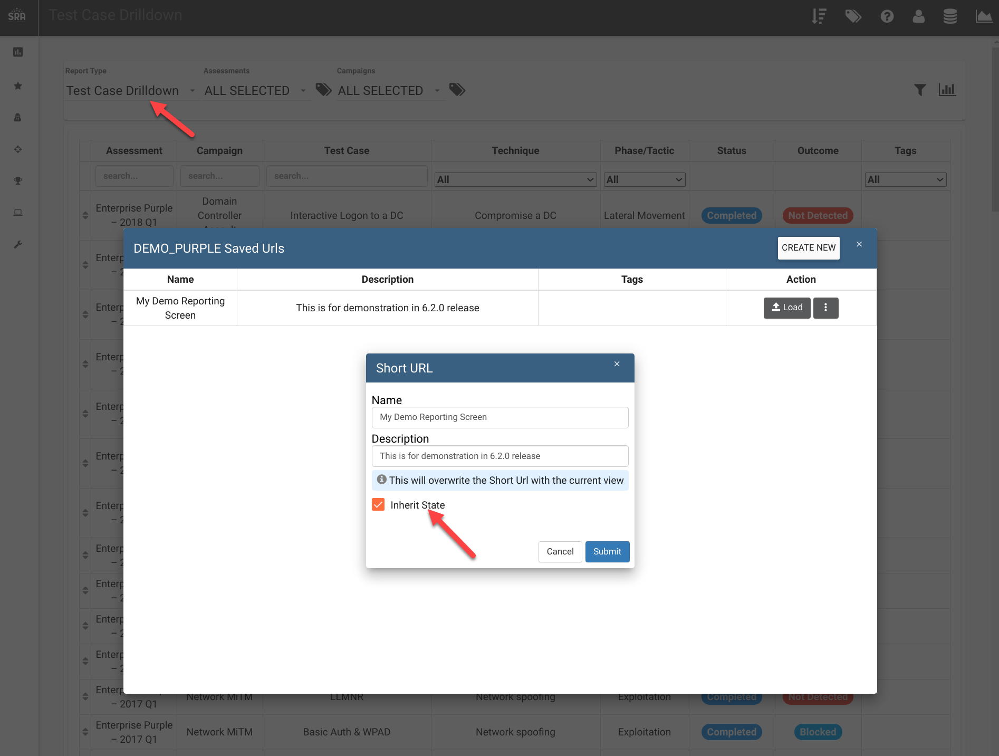 SRA
Test Case Drilldown
Report Type
Assessments
Campaigns
Test Case Drilldown
ALL SELECTED
ALL SELECTED
Assessment
Campaign
Test Case
Technique
Phase/Tactic
Status
Outcome
Tags
search...
search...
search...
All
All
All
Enterprise Purple
– 2018 Q1
Domain
Controller
Interactive Logon to a DC
Compromise a DC
Lateral Movement
Completed
Not Detected
DEMO_PURPLE Saved Urls
CREATE NEW
×
Name
Description
Tags
Action
My Demo Reporting
Screen
This is for demonstration in 6.2.0 release
Load
Short URL
×
Name
My Demo Reporting Screen
Description
This is for demonstration in 6.2.0 release
This will overwrite the Short Url with the current view
Inherit State
Cancel
Submit
Enterp
– 2
Enterp
– 2
Enterp
– 2
Enterp
– 2
Enterp
– 2
Enterp
– 2
Enterp
– 2
Enterp
– 2
Enterp
– 2
Enterp
– 2
Enterp
– 2017 Q1
Network MiTM
LLMNR
Network spoofing
Exploitation
Completed
Not Detected
Enterprise Purple
– 2017 Q1
Network MiTM
Basic Auth & WPAD
Network spoofing
Exploitation
Completed
Blocked